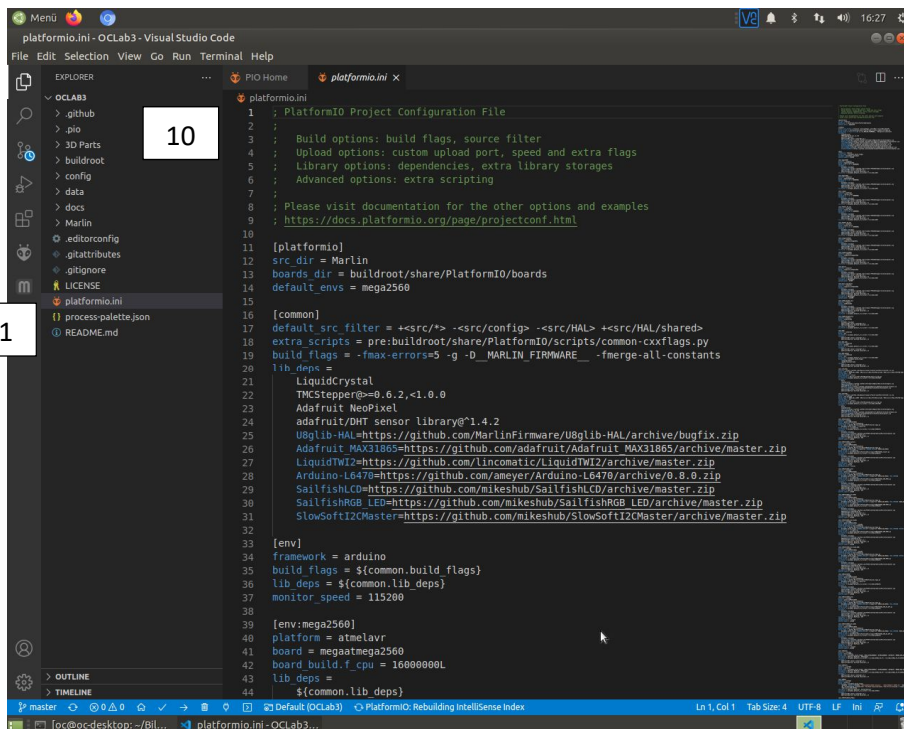 Menü
V2
16:27
platformio.ini - OCLab3 - Visual Studio Code
File Edit Selection View Go Run Terminal Help
EXPLORER
PIO Home
platformio.ini
OCLAB3
platformio.ini
.github
.pio
3D Parts
buildroot
config
data
docs
Marlin
.editorconfig
.gitattributes
.gitignore
LICENSE
platformio.ini
{} process-palette.json
README.md
10
1
1 ; PlatformIO Project Configuration File
2 ;
3 ;   Build options: build flags, source filter
4 ;   Upload options: custom upload port, speed and extra flags
5 ;   Library options: dependencies, extra library storages
6 ;   Advanced options: extra scripting
7 ;
8 ; Please visit documentation for the other options and examples
9 ; https://docs.platformio.org/page/projectconf.html
10
11 [platformio]
12 src_dir = Marlin
13 boards_dir = buildroot/share/PlatformIO/boards
14 default_envs = mega2560
15
16 [common]
17 default_src_filter = +<src/*> -<src/config> -<src/HAL> +<src/HAL/shared>
18 extra_scripts = pre:buildroot/share/PlatformIO/scripts/common-cxxflags.py
19 build_flags = -fmax-errors=5 -g -D__MARLIN_FIRMWARE__ -fmerge-all-constants
20 lib_deps =
21     LiquidCrystal
22     TMCStepper@>=0.6.2,<1.0.0
23     Adafruit NeoPixel
24     adafruit/DHT sensor library@^1.4.2
25     U8glib-HAL=https://github.com/MarlinFirmware/U8glib-HAL/archive/bugfix.zip
26     Adafruit_MAX31865=https://github.com/adafruit/Adafruit_MAX31865/archive/master.zip
27     LiquidTWI2=https://github.com/lincomatic/LiquidTWI2/archive/master.zip
28     Arduino-L6470=https://github.com/ameyer/Arduino-L6470/archive/0.8.0.zip
29     SailfishLCD=https://github.com/mikeshub/SailfishLCD/archive/master.zip
30     SailfishRGB_LED=https://github.com/mikeshub/SailfishRGB_LED/archive/master.zip
31     SlowSoftI2CMaster=https://github.com/mikeshub/SlowSoftI2CMaster/archive/master.zip
32
33 [env]
34 framework = arduino
35 build_flags = ${common.build_flags}
36 lib_deps = ${common.lib_deps}
37 monitor_speed = 115200
38
39 [env:mega2560]
40 platform = atmelavr
41 board = megaatmega2560
42 board_build.f_cpu = 16000000L
43 lib_deps =
44     ${common.lib_deps}
OUTLINE
TIMELINE
master 0 0 0 Default (OCLab3) PlatformIO: Rebuilding IntelliSense Index Ln 1, Col 1 Tab Size: 4 UTF-8 LF Ini
[oc@oc-desktop: ~/Bil... platformio.ini - OCLab3...